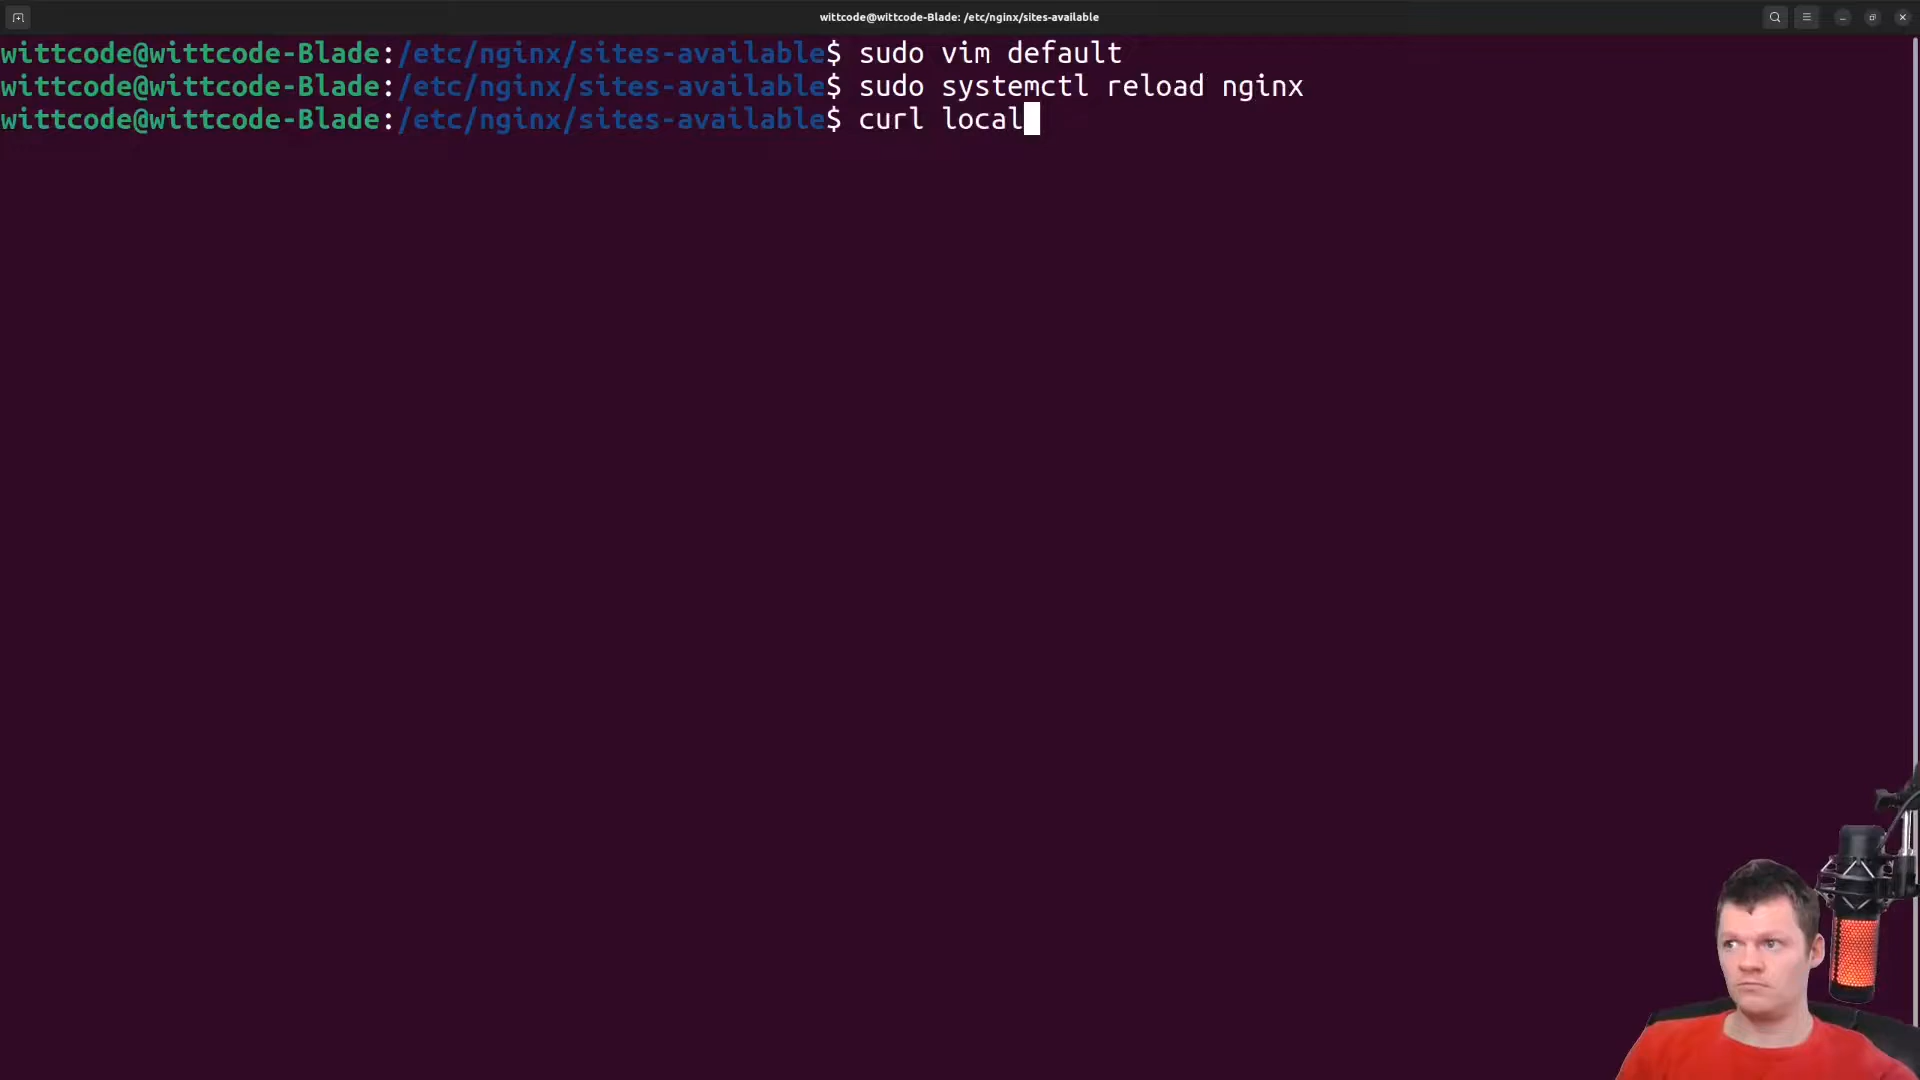 wittcode@wittcode-Blade: /etc/nginx/sites-available
wittcode@wittcode-Blade:/etc/nginx/sites-available$ sudo vim default
wittcode@wittcode-Blade:/etc/nginx/sites-available$ sudo systemctl reload nginx
wittcode@wittcode-Blade:/etc/nginx/sites-available$ curl local